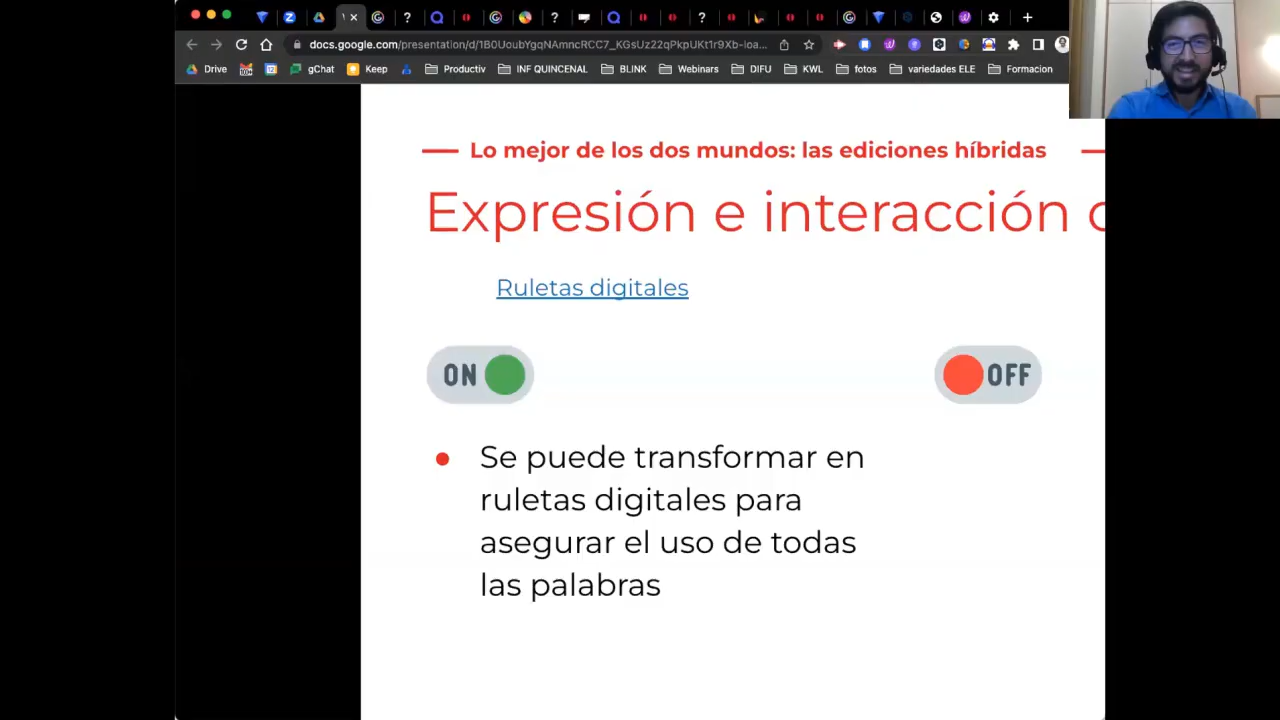 docs.google.com/presentation/d/1B0UoubYgqNAmncRCC7_KGsUz22qPkpUKt1r9Xb-loa...
Drive gChat Keep Productiv INF QUINCENAL BLINK Webinars DIFU KWL fotos variedades ELE Formacion
Lo mejor de los dos mundos: las ediciones híbridas
Expresión e interacción
Ruletas digitales
ON OFF
Se puede transformar en
ruletas digitales para
asegurar el uso de todas
las palabras